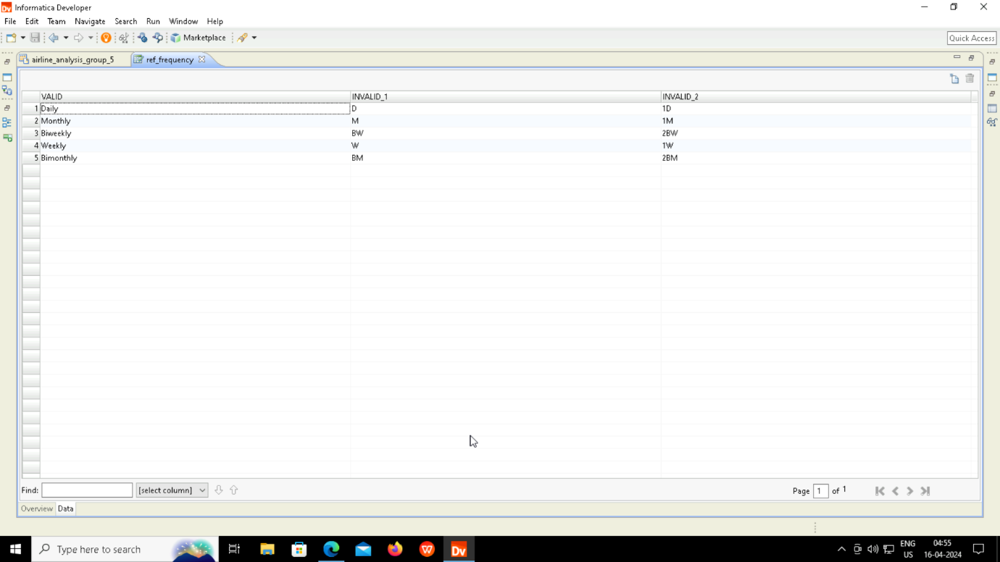 Dv Informatica Developer
File Edit Team Navigate Search Run Window Help
Marketplace
Quick Access
airline_analysis_group_5
ref_frequency
VALID INVALID_1 INVALID_2
1 Daily D 1D
2 Monthly M 1M
3 Biweekly BW 2BW
4 Weekly W 1W
5 Bimonthly BM 2BM
Find: [select column] Page 1 of 1
Overview Data
Type here to search
W
Dv
ENG
US
04:55
16-04-2024